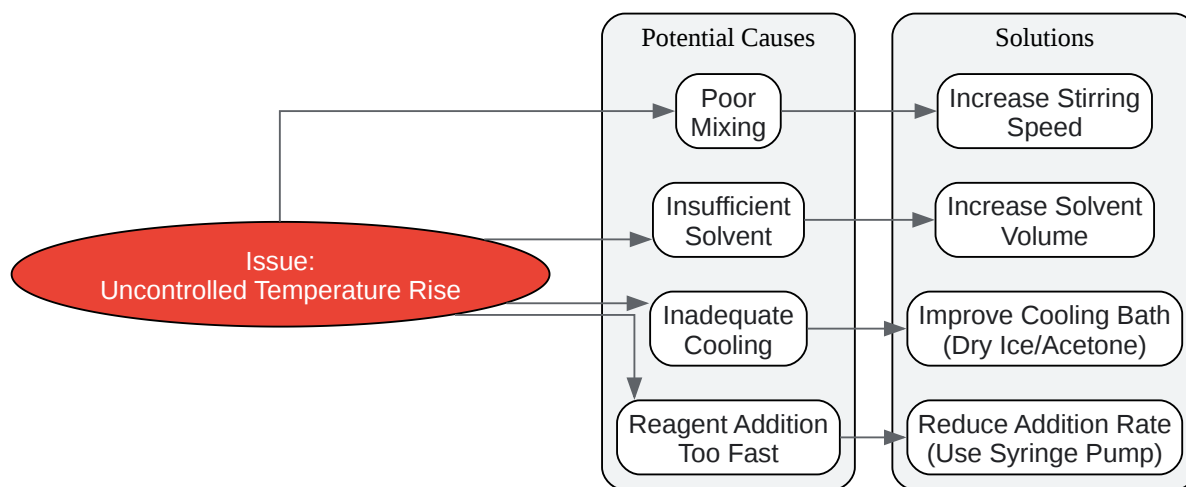 Potential Causes
Solutions
Poor
Mixing
Increase Stirring
Speed
Insufficient
Solvent
Increase Solvent
Volume
Issue:
Uncontrolled Temperature Rise
Inadequate
Cooling
Improve Cooling Bath
(Dry Ice/Acetone)
Reagent Addition
Too Fast
Reduce Addition Rate
(Use Syringe Pump)